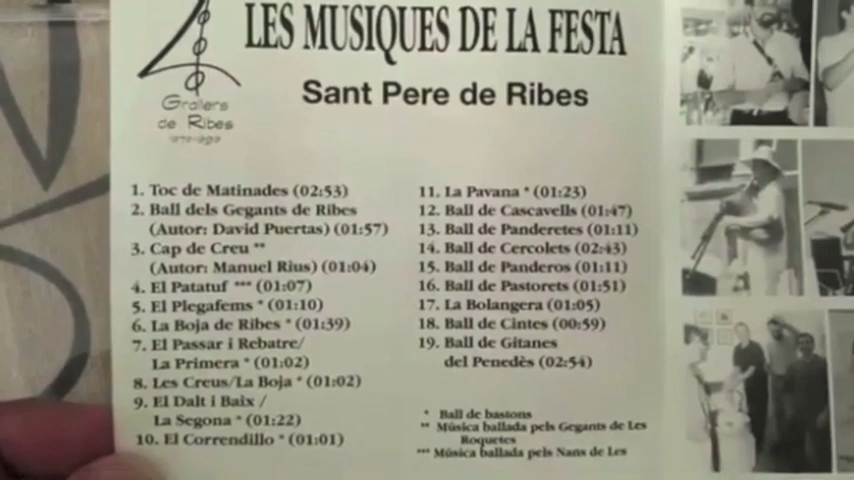 LES MUSIQUES DE LA FESTA
Sant Pere de Ribes
Grallers
de Ribes
1. Toc de Matinades (02:53)
2. Ball dels Gegants de Ribes
(Autor: David Puertas) (01:57)
3. Cap de Creu **
(Autor: Manuel Rius) (01:04)
4. El Patatuf *** (01:07)
5. El Plegafems * (01:10)
6. La Boja de Ribes * (01:39)
7. El Passar i Rebatre/
La Primera * (01:02)
8. Les Creus/La Boja * (01:02)
9. El Dalt i Baix /
La Segona * (01:22)
10. El Correndillo * (01:01)
11. La Pavana * (01:23)
12. Ball de Cascavells (01:47)
13. Ball de Panderetes (01:11)
14. Ball de Cercolets (02:43)
15. Ball de Panderos (01:11)
16. Ball de Pastorets (01:51)
17. La Bolangera (01:05)
18. Ball de Cintes (00:59)
19. Ball de Gitanes
del Penedès (02:54)
* Ball de bastons
** Música ballada pels Gegants de Les
Roquetes
*** Música ballada pels Nans de Les